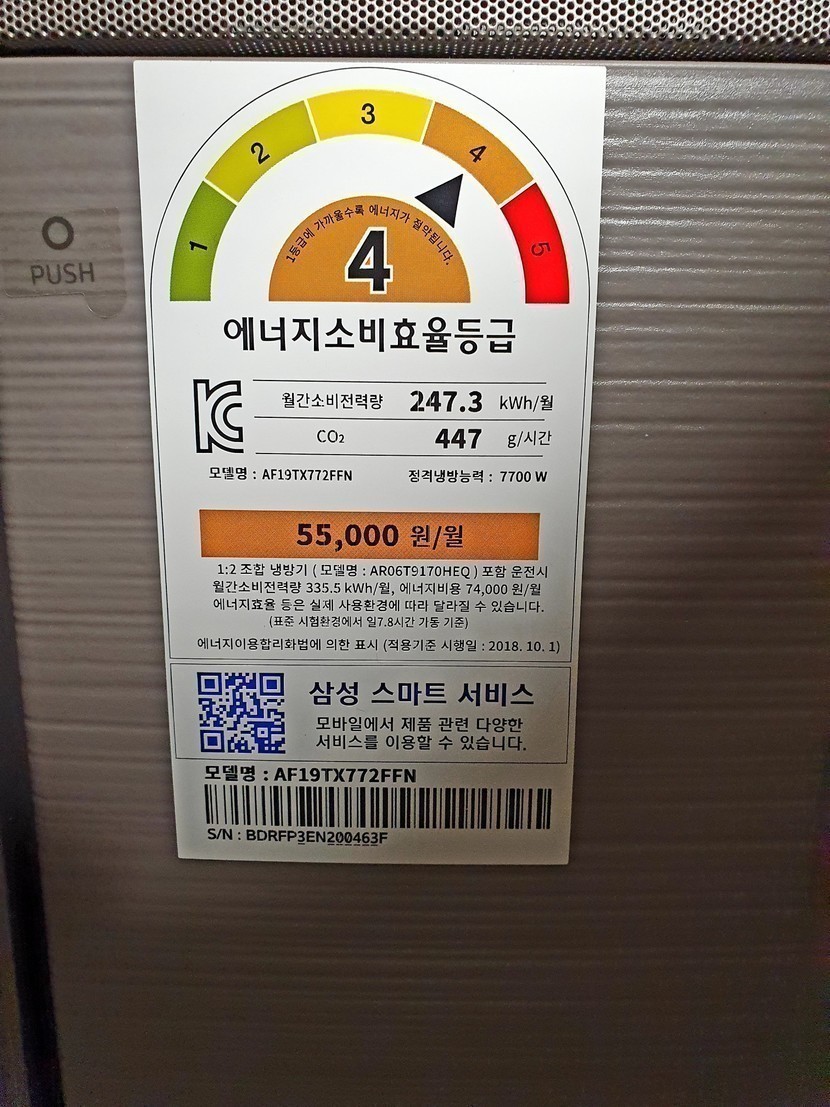 1
2
3
4
5
1등급에 가까울수록 에너지가 절약됩니다.
4
PUSH
에너지소비효율등급
월간소비전력량 247.3 kWh/월
CO₂ 447 g/시간
모델명 : AF19TX772FFN 정격냉방능력 : 7700 W
55,000 원/월
1:2 조합 냉방기 ( 모델명 : AR06T9170HEQ ) 포함 운전시
월간소비전력량 335.5 kWh/월, 에너지비용 74,000 원/월
에너지효율 등은 실제 사용환경에 따라 달라질 수 있습니다.
(표준 시험환경에서 일7.8시간 가동 기준)
에너지이용합리화법에 의한 표시 (적용기준 시행일 : 2018. 10. 1)
삼성 스마트 서비스
모바일에서 제품 관련 다양한
서비스를 이용할 수 있습니다.
모델명 : AF19TX772FFN
S/N : BDRFP3EN200463F